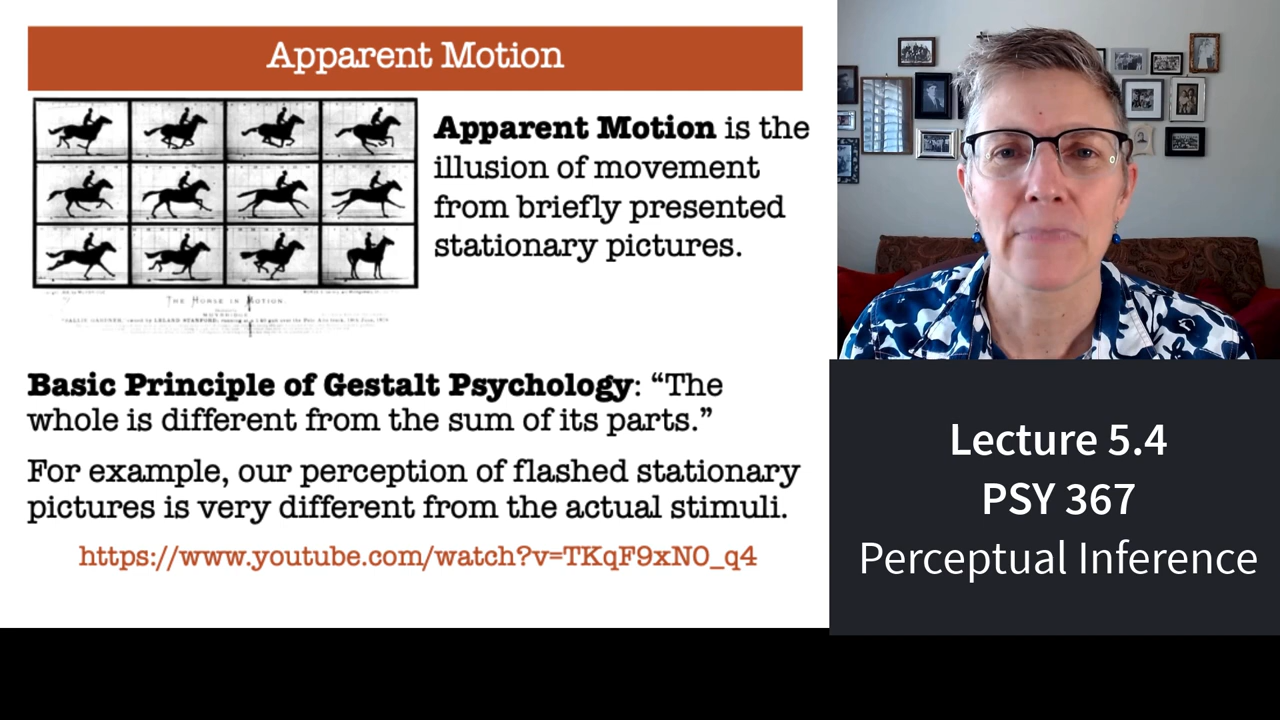 Apparent Motion
Apparent Motion is the
illusion of movement
from briefly presented
stationary pictures.
THE HORSE IN MOTION.
Basic Principle of Gestalt Psychology: “The
whole is different from the sum of its parts.”
For example, our perception of flashed stationary
pictures is very different from the actual stimuli.
https://www.youtube.com/watch?v=TKqF9xNO_q4
Lecture 5.4
PSY 367
Perceptual Inference